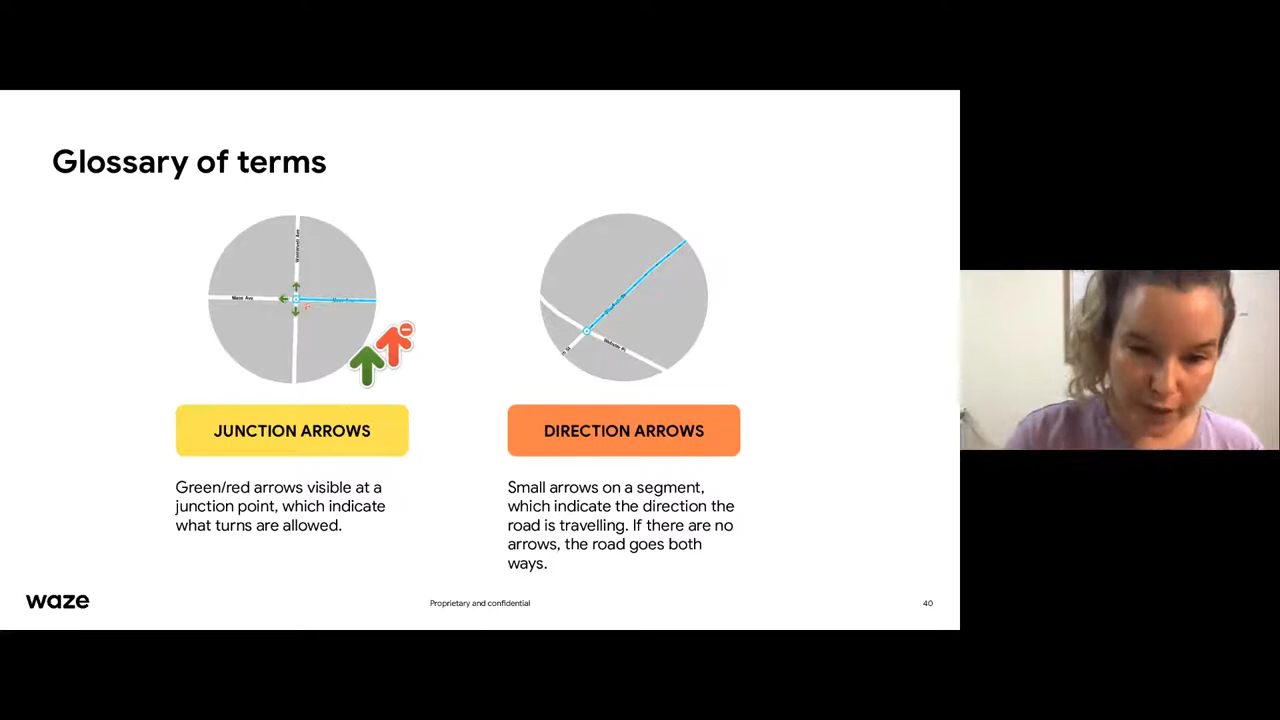 Glossary of terms
Mace Ave
JUNCTION ARROWS
DIRECTION ARROWS
Green/red arrows visible at a
junction point, which indicate
what turns are allowed.
Small arrows on a segment,
which indicate the direction the
road is travelling. If there are no
arrows, the road goes both
ways.
waze
Proprietary and confidential
40